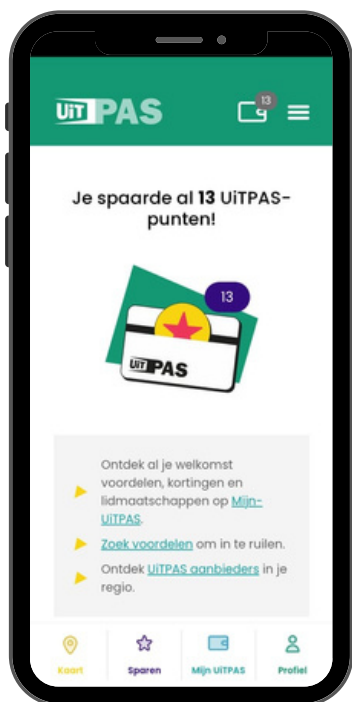 UiTPAS
13
Je spaarde al 13 UiTPAS-
punten!
13
UiTPAS
Ontdek al je welkomst
voordelen, kortingen en
lidmaatschappen op Mijn-
UiTPAS.
Zoek voordelen om in te ruilen.
Ontdek UiTPAS aanbieders in je
regio.
Kaart
Sparen
Mijn UiTPAS
Profiel